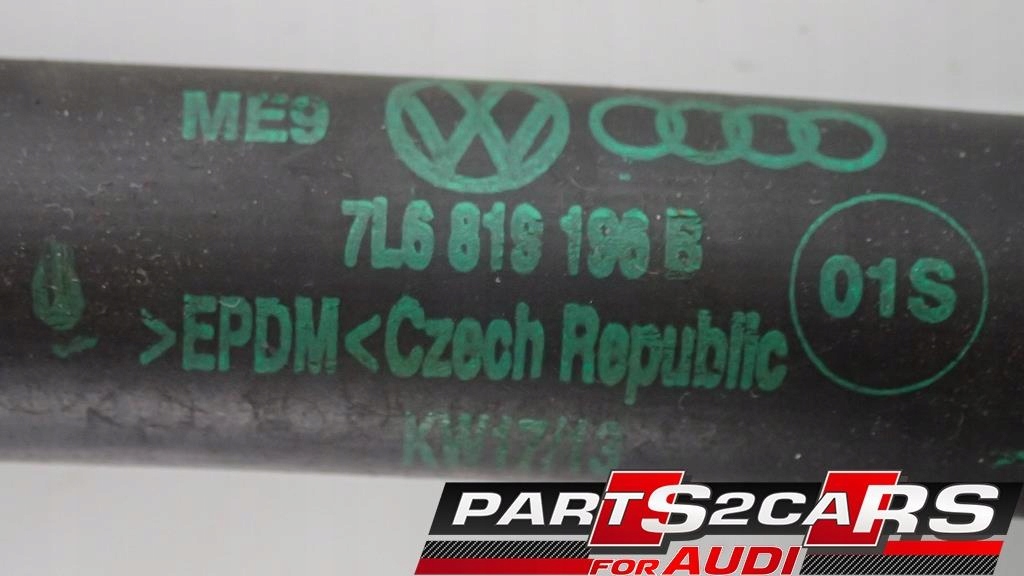 ME9
7L6 819 196 B
01S
>EPDM< Czech Republic
KW17/13
PARTS2CARS
FOR AUDI